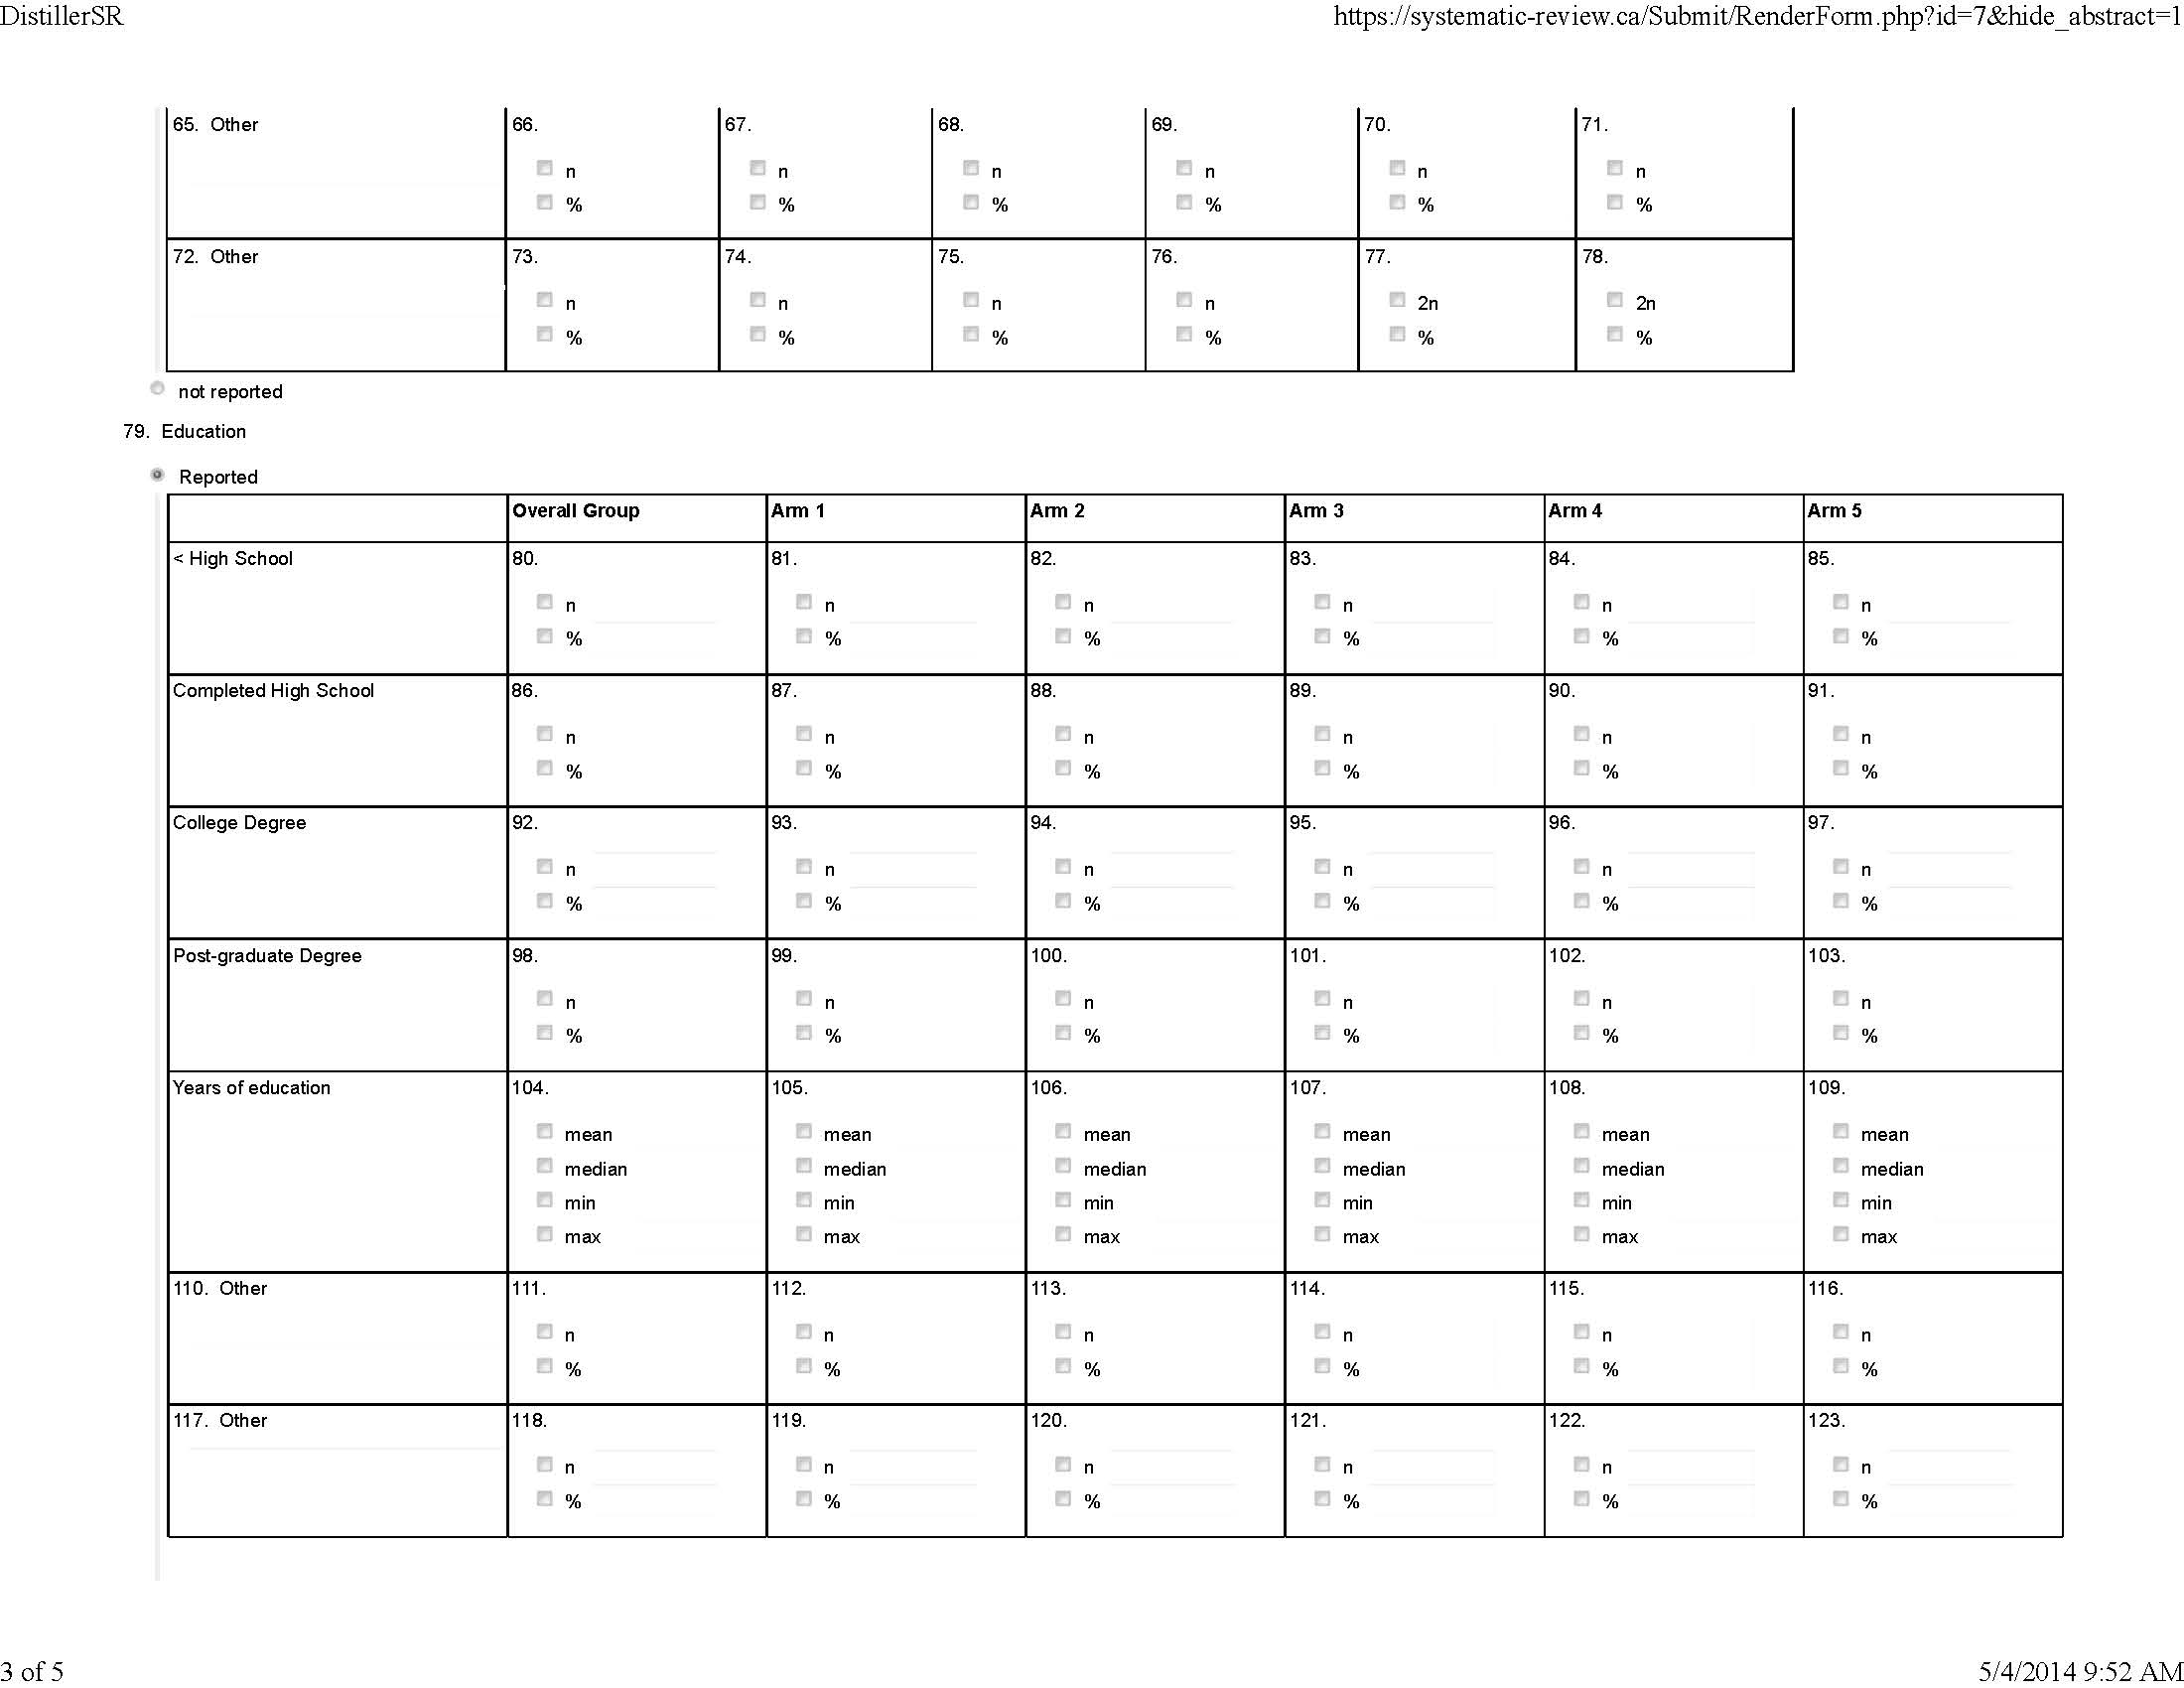 DistillerSR https://systematic-review.ca/Submit/RenderForm.php?id=7&hide_abstract=1
65. Other 66. 67. 68. 69. 70. 71.
n n n n n n
% % % % % %
72. Other 73. 74. 75. 76. 77. 78.
n n n n 2n 2n
% % % % % %
not reported
79. Education
Reported
Overall Group Arm 1 Arm 2 Arm 3 Arm 4 Arm 5
< High School 80. 81. 82. 83. 84. 85.
n n n n n n
% % % % % %
Completed High School 86. 87. 88. 89. 90. 91.
n n n n n n
% % % % % %
College Degree 92. 93. 94. 95. 96. 97.
n n n n n n
% % % % % %
Post-graduate Degree 98. 99. 100. 101. 102. 103.
n n n n n n
% % % % % %
Years of education 104. 105. 106. 107. 108. 109.
mean mean mean mean mean mean
median median median median median median
min min min min min min
max max max max max max
110. Other 111. 112. 113. 114. 115. 116.
n n n n n n
% % % % % %
117. Other 118. 119. 120. 121. 122. 123.
n n n n n n
% % % % % %
3 of 5 5/4/2014 9:52 AM